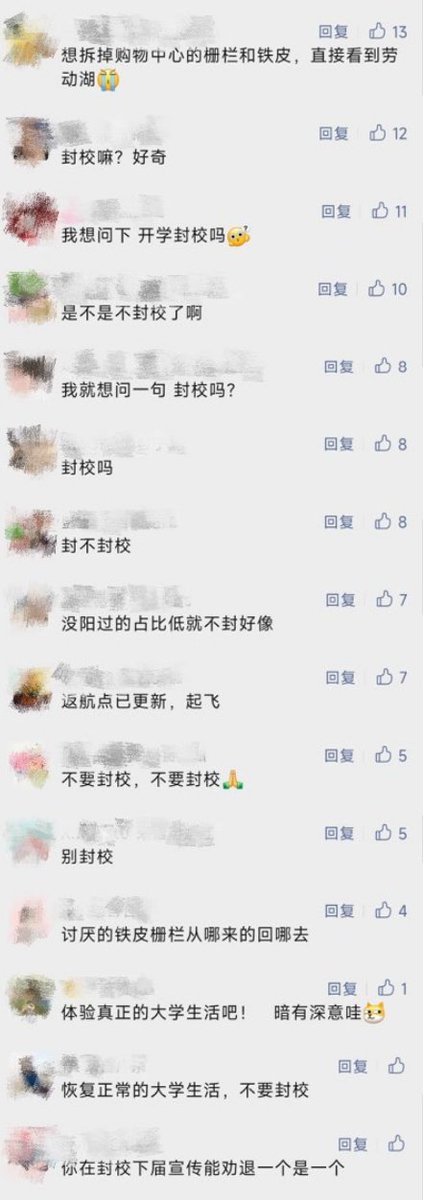 回复 13
想拆掉购物中心的栅栏和铁皮，直接看到劳
动湖😭
回复 12
封校嘛？好奇
回复 11
我想问下 开学封校吗
回复 10
是不是不封校了啊
回复 8
我就想问一句 封校吗？
回复 8
封校吗
回复 8
封不封校
回复 7
没阳过的占比低就不封好像
回复 7
返航点已更新，起飞
回复 5
不要封校，不要封校🙏
回复 5
别封校
回复 4
讨厌的铁皮栅栏从哪来的回哪去
回复 1
体验真正的大学生活吧！ 暗有深意哇😼
回复
恢复正常的大学生活，不要封校
回复
你在封校下届宣传能劝退一个是一个